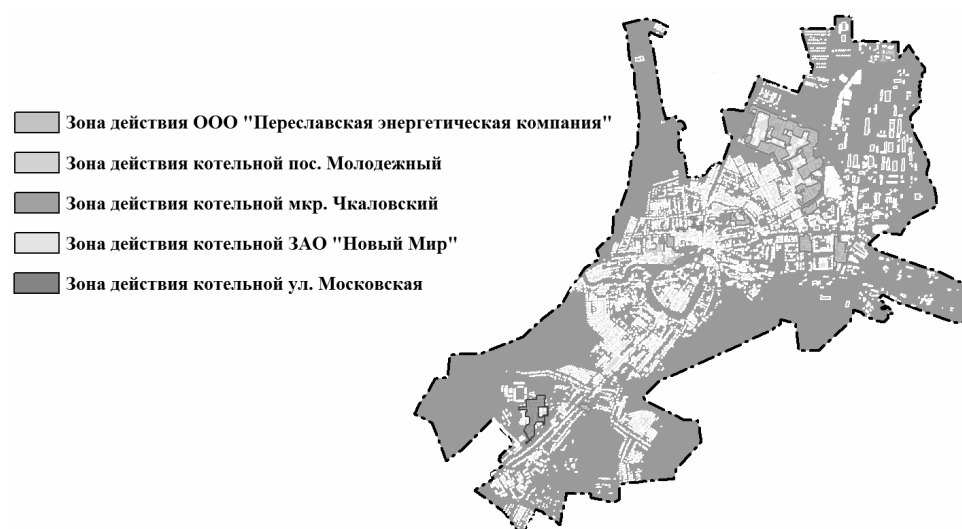 Зона действия ООО "Переславская энергетическая компания"
Зона действия котельной пос. Молодежный
Зона действия котельной мкр. Чкаловский
Зона действия котельной ЗАО "Новый Мир"
Зона действия котельной ул. Московская